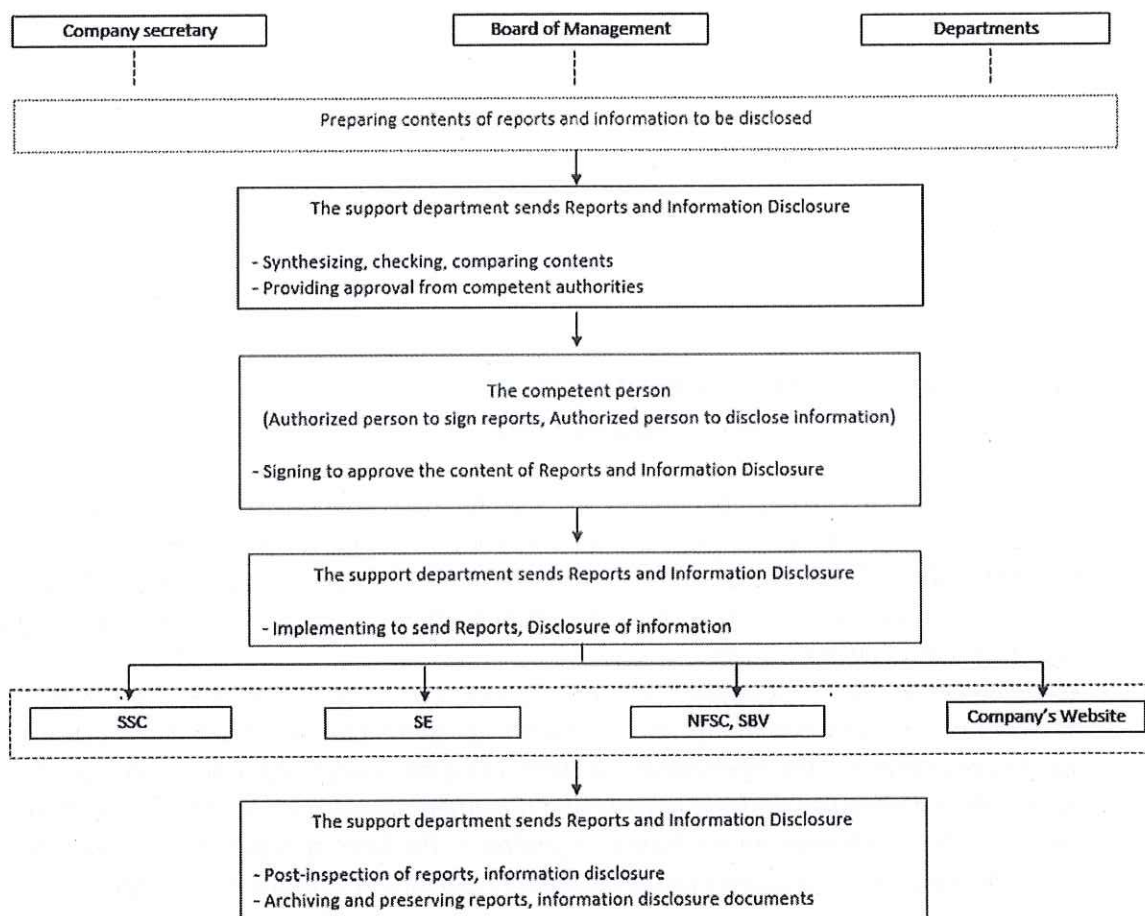 Company secretary
Board of Management
Departments
Preparing contents of reports and information to be disclosed
The support department sends Reports and Information Disclosure
- Synthesizing, checking, comparing contents
- Providing approval from competent authorities
The competent person
(Authorized person to sign reports, Authorized person to disclose information)
- Signing to approve the content of Reports and Information Disclosure
The support department sends Reports and Information Disclosure
- Implementing to send Reports, Disclosure of information
SSC
SE
NFSC, SBV
Company's Website
The support department sends Reports and Information Disclosure
- Post-inspection of reports, information disclosure
- Archiving and preserving reports, information disclosure documents